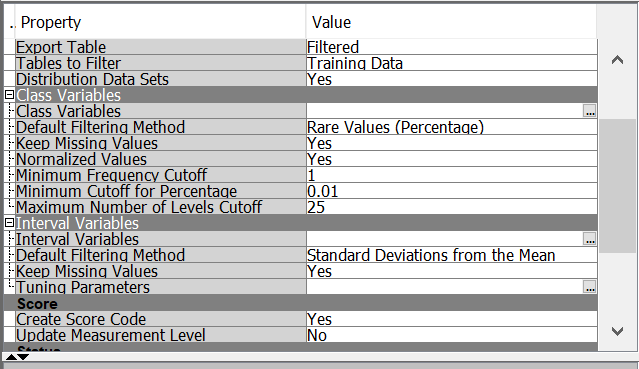 .. Property Value
Export Table Filtered
Tables to Filter Training Data
Distribution Data Sets Yes
Class Variables
Class Variables ...
Default Filtering Method Rare Values (Percentage)
Keep Missing Values Yes
Normalized Values Yes
Minimum Frequency Cutoff 1
Minimum Cutoff for Percentage 0.01
Maximum Number of Levels Cutoff 25
Interval Variables
Interval Variables ...
Default Filtering Method Standard Deviations from the Mean
Keep Missing Values Yes
Tuning Parameters ...
Score
Create Score Code Yes
Update Measurement Level No
Status